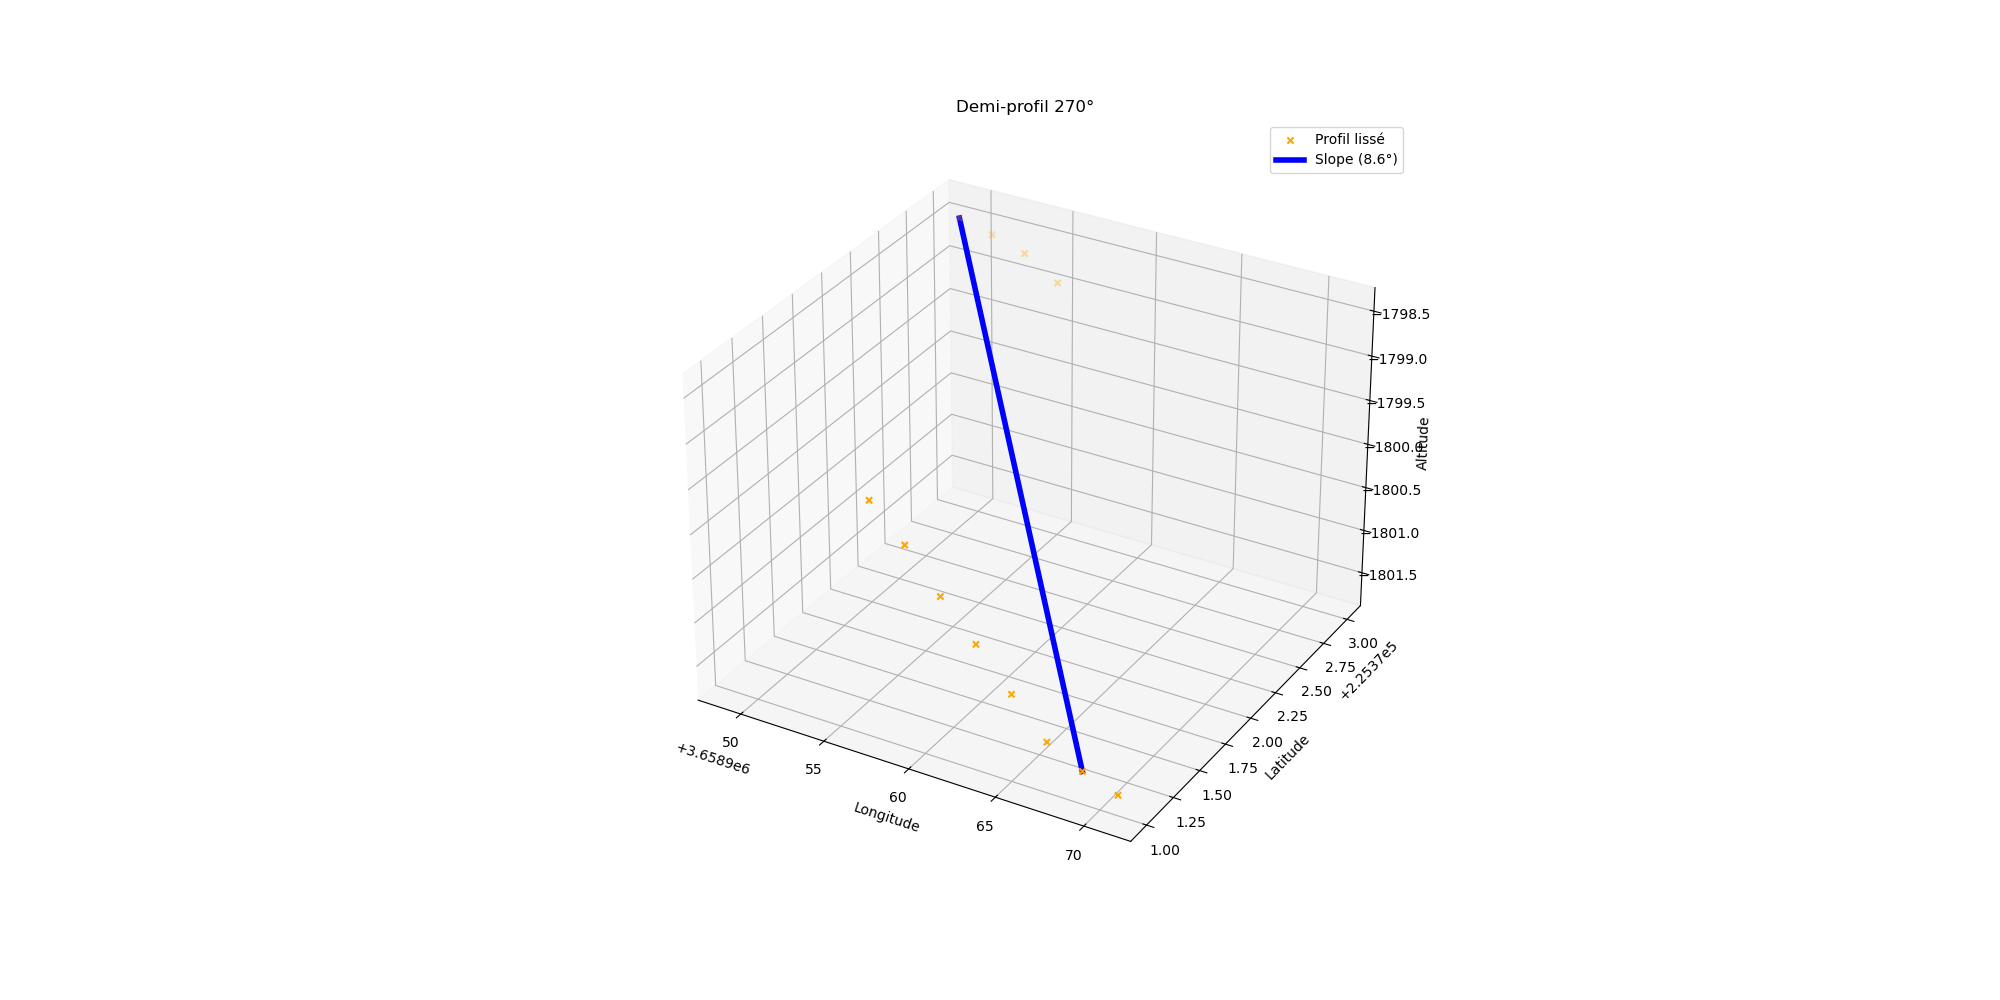 Demi-profil 270°
Profil lissé
Slope (8.6°)
−1798.5
−1799.0
−1799.5
−1800.0
−1800.5
−1801.0
−1801.5
Altitude
3.00
2.75
2.50
2.25
2.00
1.75
1.50
1.25
1.00
+2.2537e5
Latitude
50
55
60
65
70
+3.6589e6
Longitude